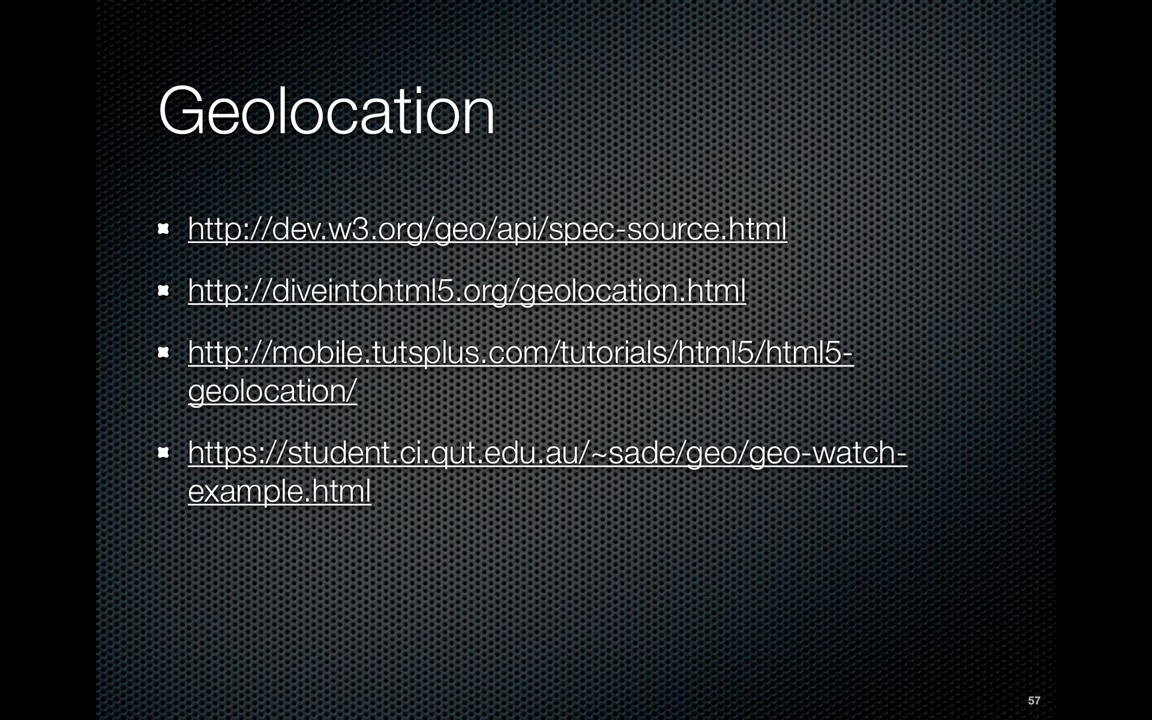 Geolocation
http://dev.w3.org/geo/api/spec-source.html
http://diveintohtml5.org/geolocation.html
http://mobile.tutsplus.com/tutorials/html5/html5-
geolocation/
https://student.ci.qut.edu.au/~sade/geo/geo-watch-
example.html
57